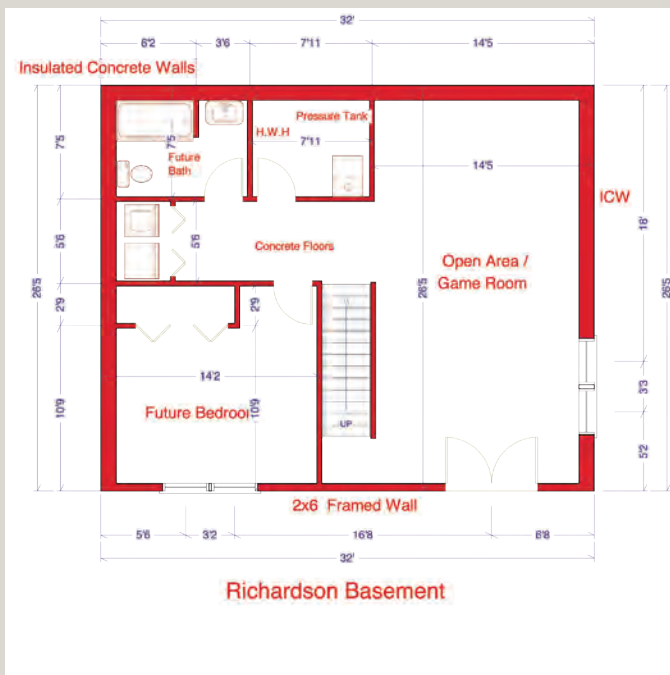 32'
6'2
3'6
7'11
14'5
Insulated Concrete Walls
Pressure Tank
H.W.H
7'11
7'5
7'5
Future
Bath
14'5
ICW
18'
5'6
5'6
Concrete Floors
Open Area /
Game Room
26'5
26'5
26'5
2'9
2'9
14'2
3'3
10'9
Future Bedroor
10'9
UP
5'2
2x6 Framed Wall
5'6
3'2
16'8
6'8
32'
Richardson Basement